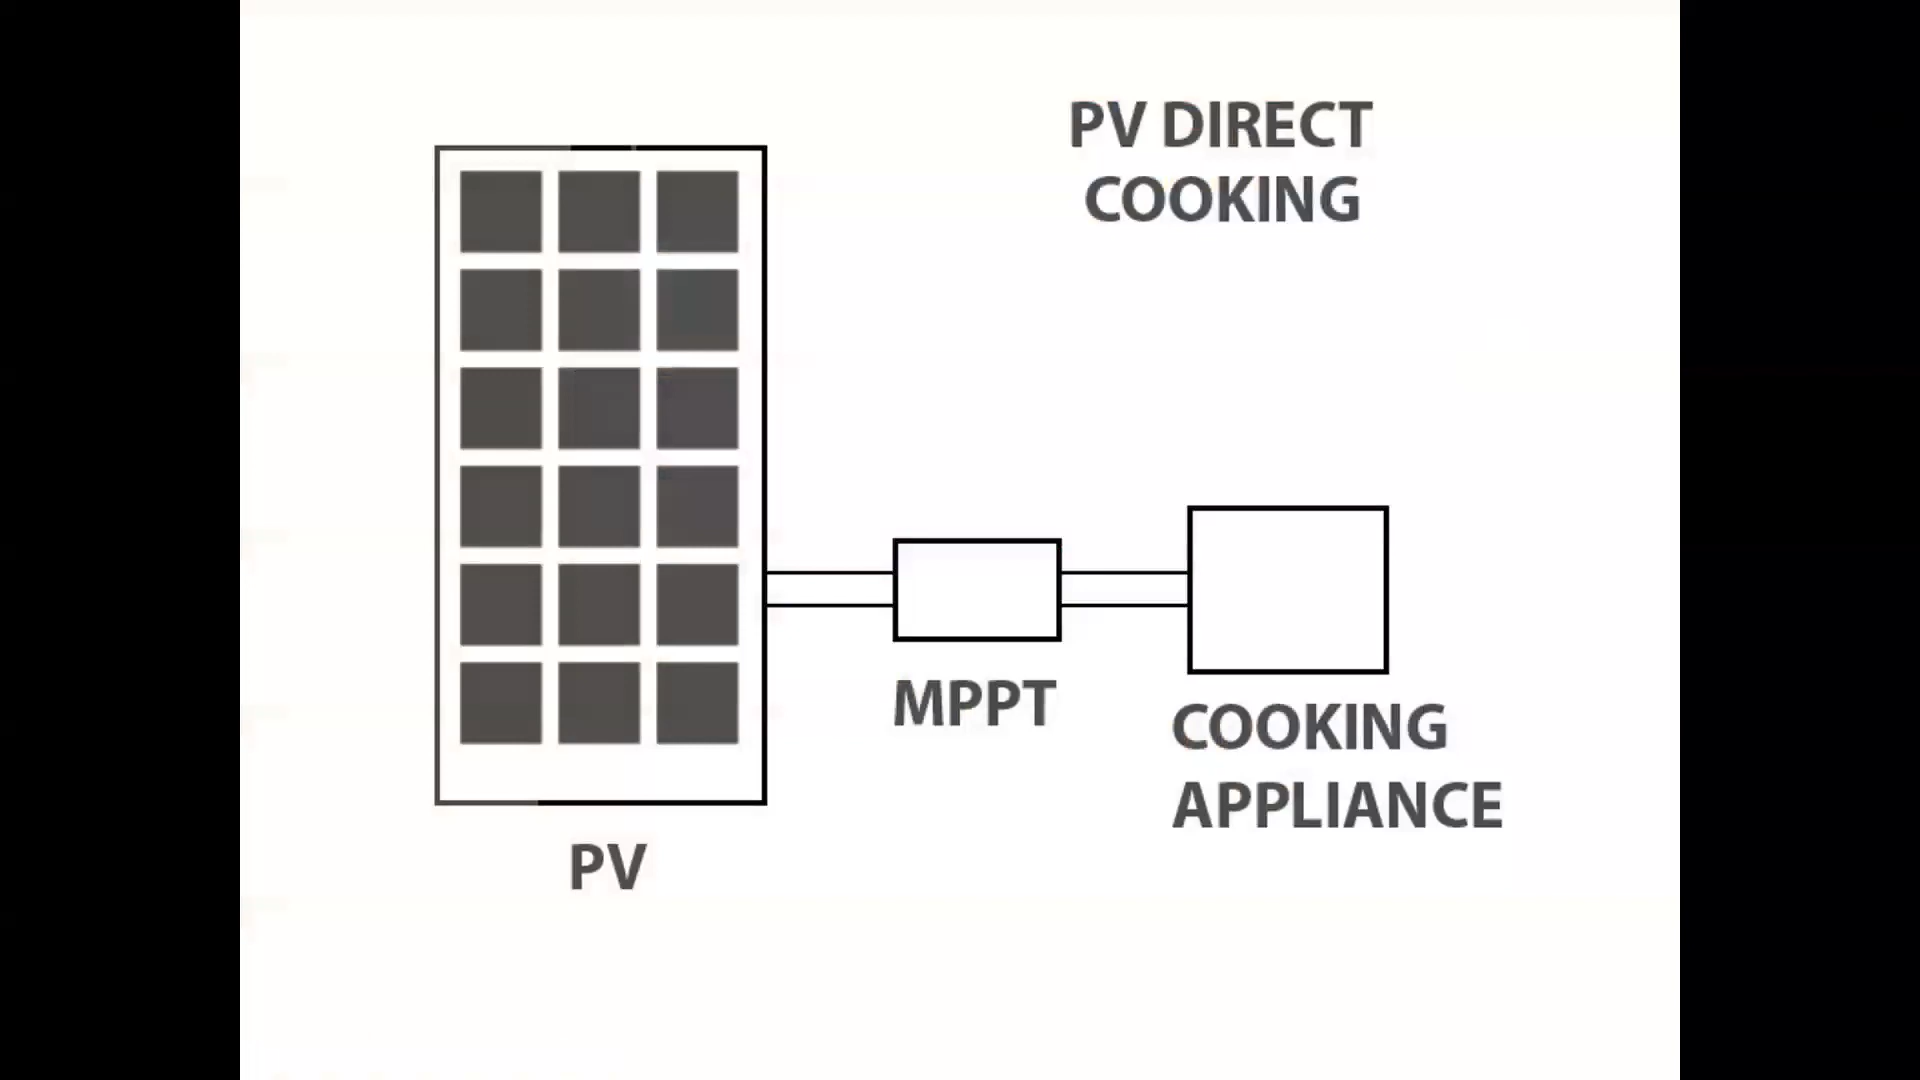 PV DIRECT
COOKING
MPPT
COOKING
APPLIANCE
PV